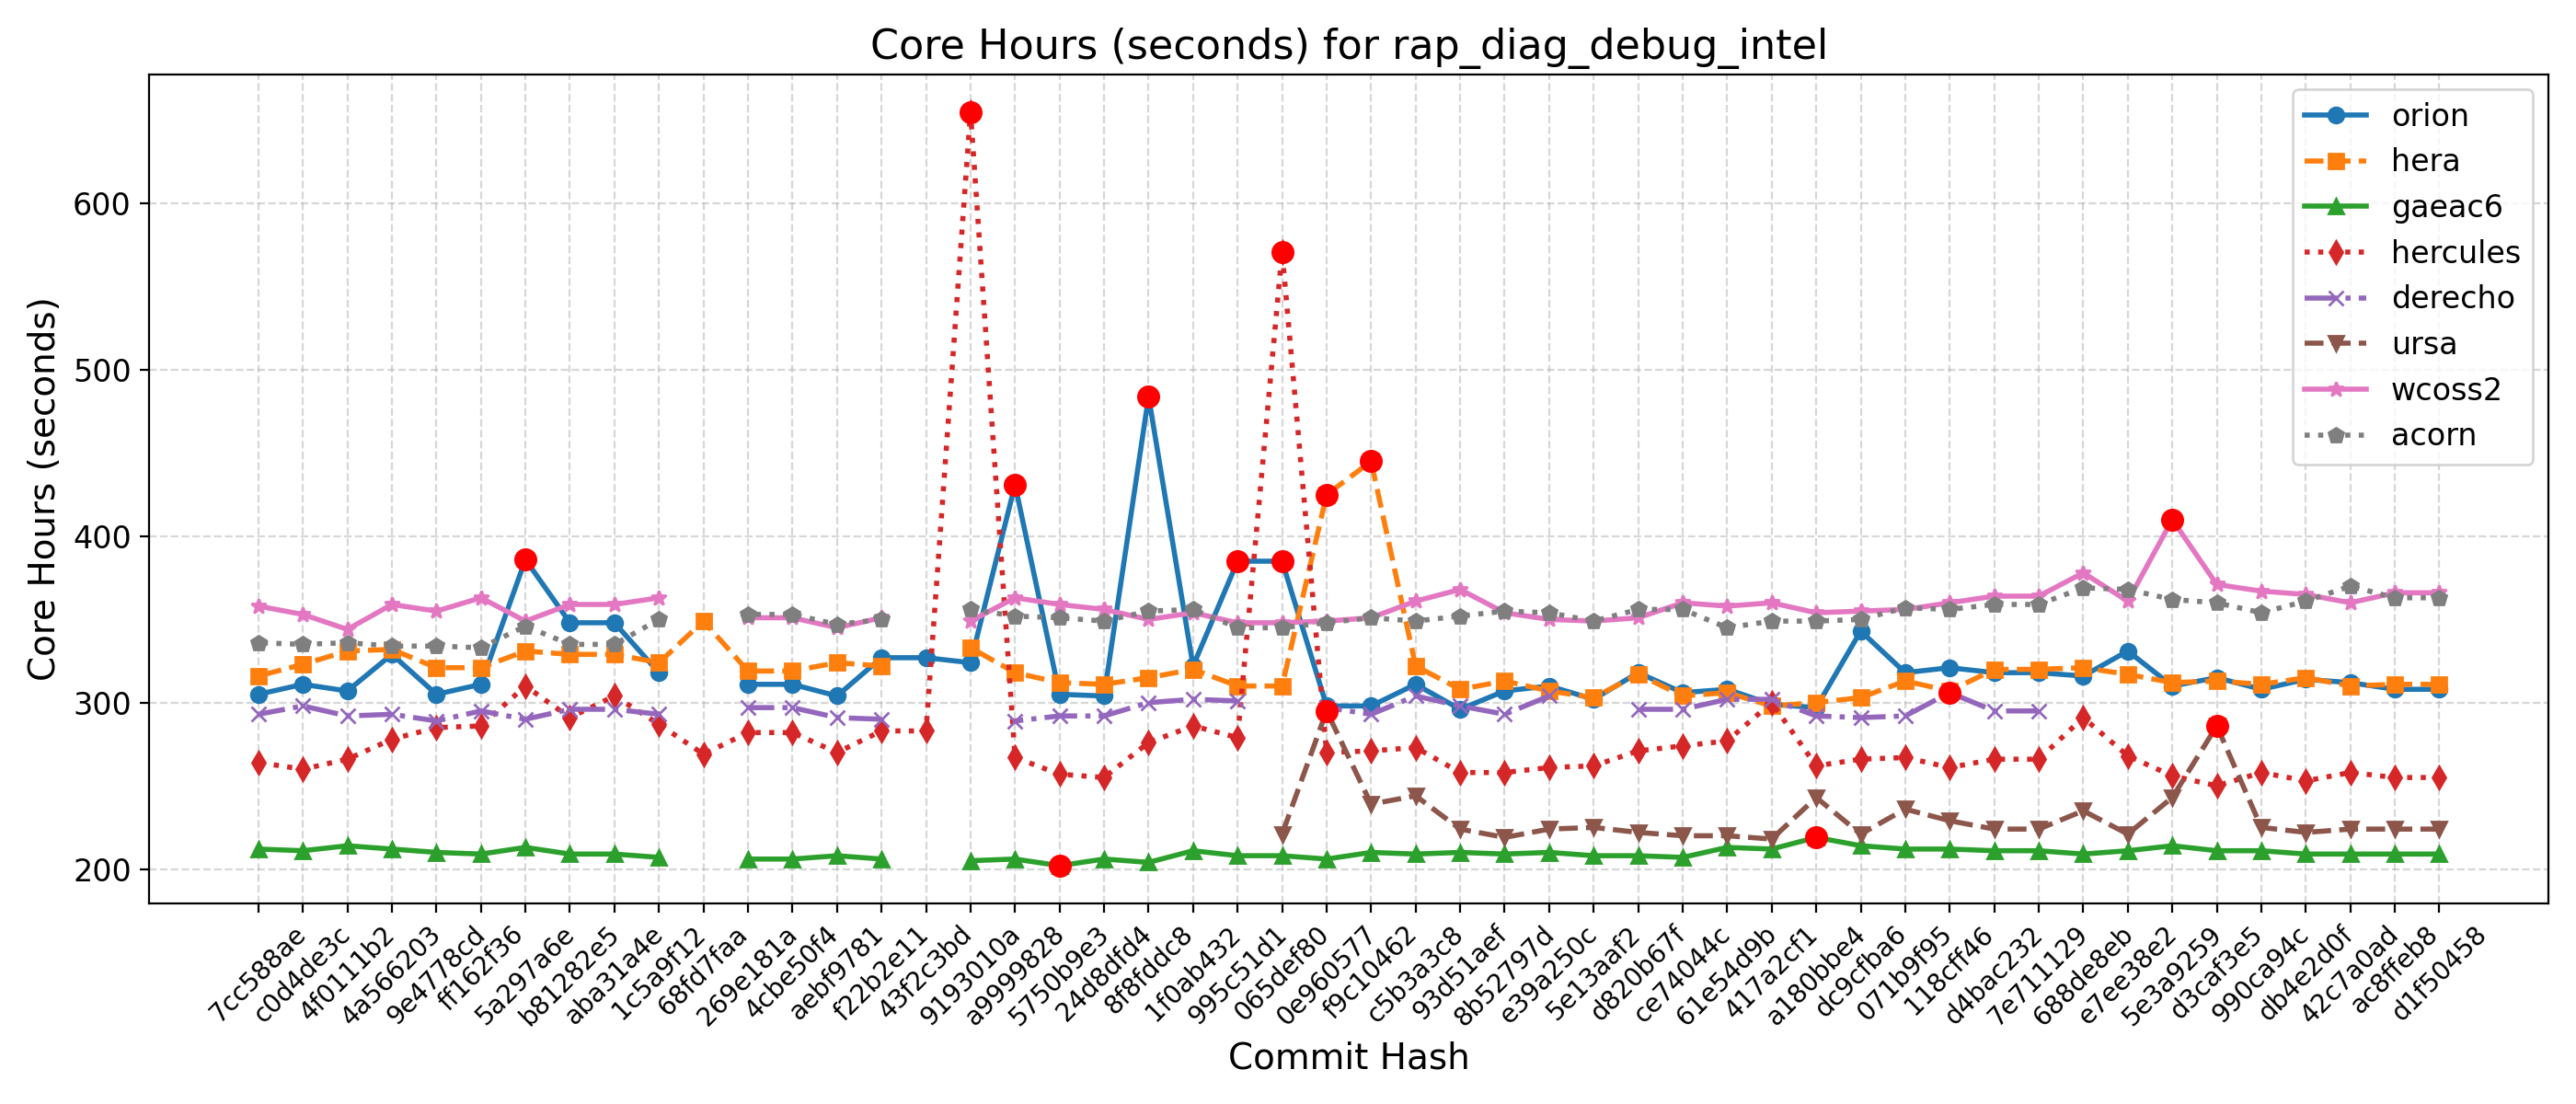 Core Hours (seconds) for rap_diag_debug_intel
Core Hours (seconds)
600
500
400
300
200
orion
hera
gaeac6
hercules
derecho
ursa
wcoss2
acorn
7cc588ae
c0d4de3c
4f0111b2
4a566203
9e4778cd
ff162f36
5a297a6e
b81282e5
aba31a4e
1c5a9f12
68fd7faa
269e181a
4cbe50f4
aebf9781
f22b2e11
43f2c3bd
9193010a
a9999828
5750b9e3
24d8dfd4
8f8fddc8
1f0ab432
995c51d1
065def80
0e960577
f9c10462
c5b3a3c8
93d51aef
8b52797d
e39a250c
5e13aaf2
d820b67f
ce74044c
61e54d9b
417a2cf1
a180bbe4
dc9cfba6
071b9f95
118cff46
d4bac232
7e711129
688de8eb
e7ee38e2
5e3a9259
d3caf3e5
990ca94c
db4e2d0f
42c7a0ad
ac8ffeb8
d1f50458
Commit Hash